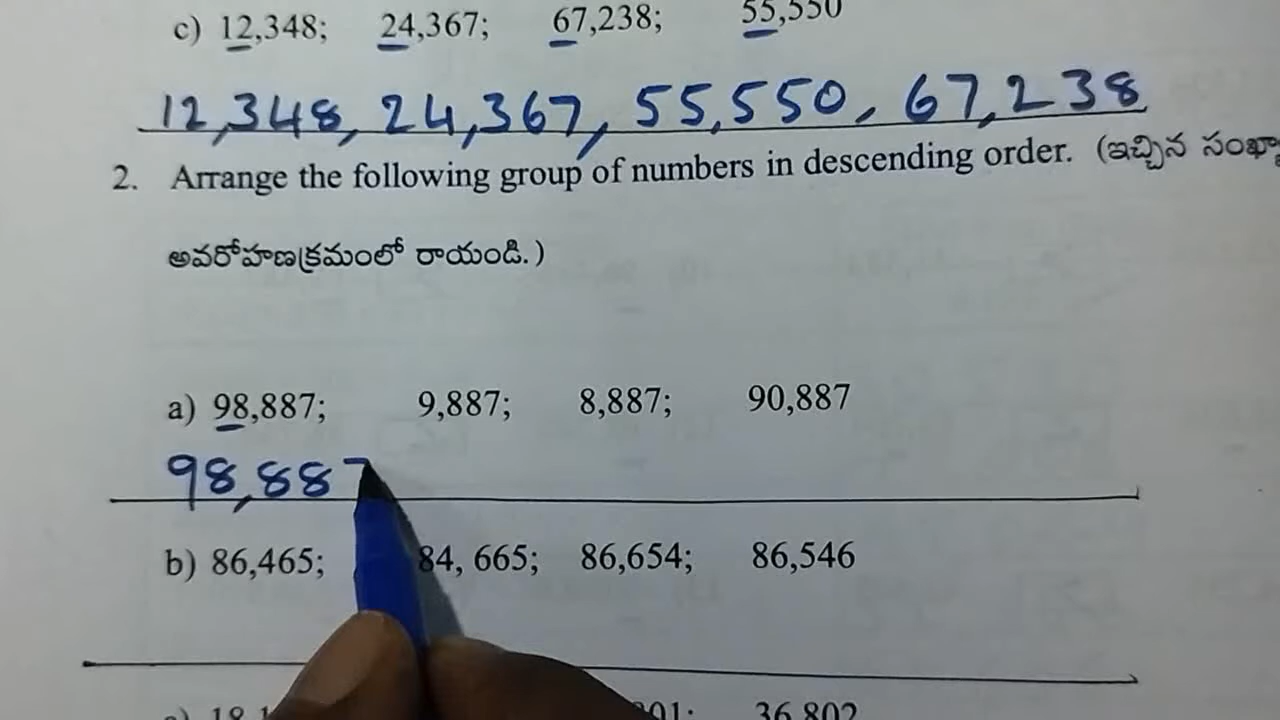 c) 12,348; 24,367; 67,238; 55,550
12,348, 24,367, 55,550, 67,238
2. Arrange the following group of numbers in descending order. (ఇచ్చిన
అవరోహణక్రమంలో రాయండి.)
a) 98,887; 9,887; 8,887; 90,887
98,887
b) 86,465; 84, 665; 86,654; 86,546
36,802